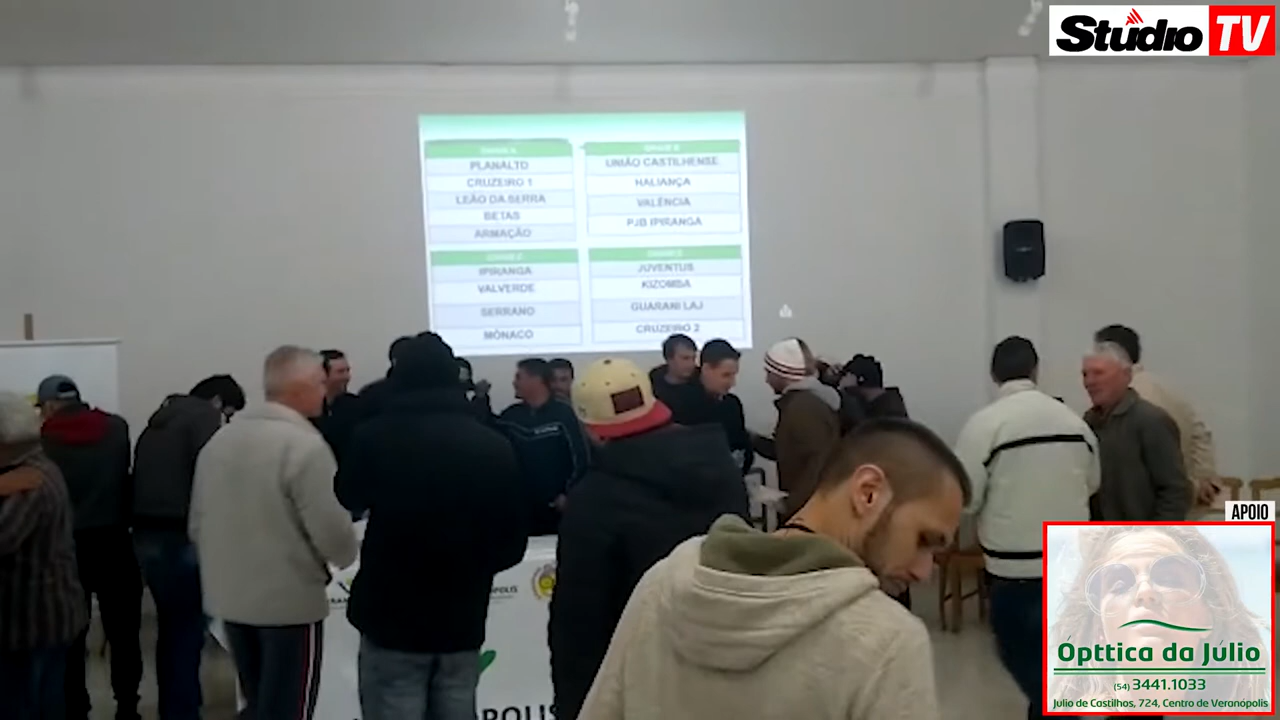 Stúdio TV
PLANALTO
CRUZEIRO 1
LEÃO DA SERRA
BETAS
ARMAÇÃO
UNIÃO CASTILHENSE
HALIANÇA
VALÊNCIA
PJB IPIRANGA
IPIRANGA
VALVERDE
SERRANO
MÔNACO
JUVENTUS
KIZOMBA
GUARANI LAJ
CRUZEIRO 2
APOIO
Ópttica da Júlio
(54) 3441.1033
Julio de Castilhos, 724, Centro de Veranópolis